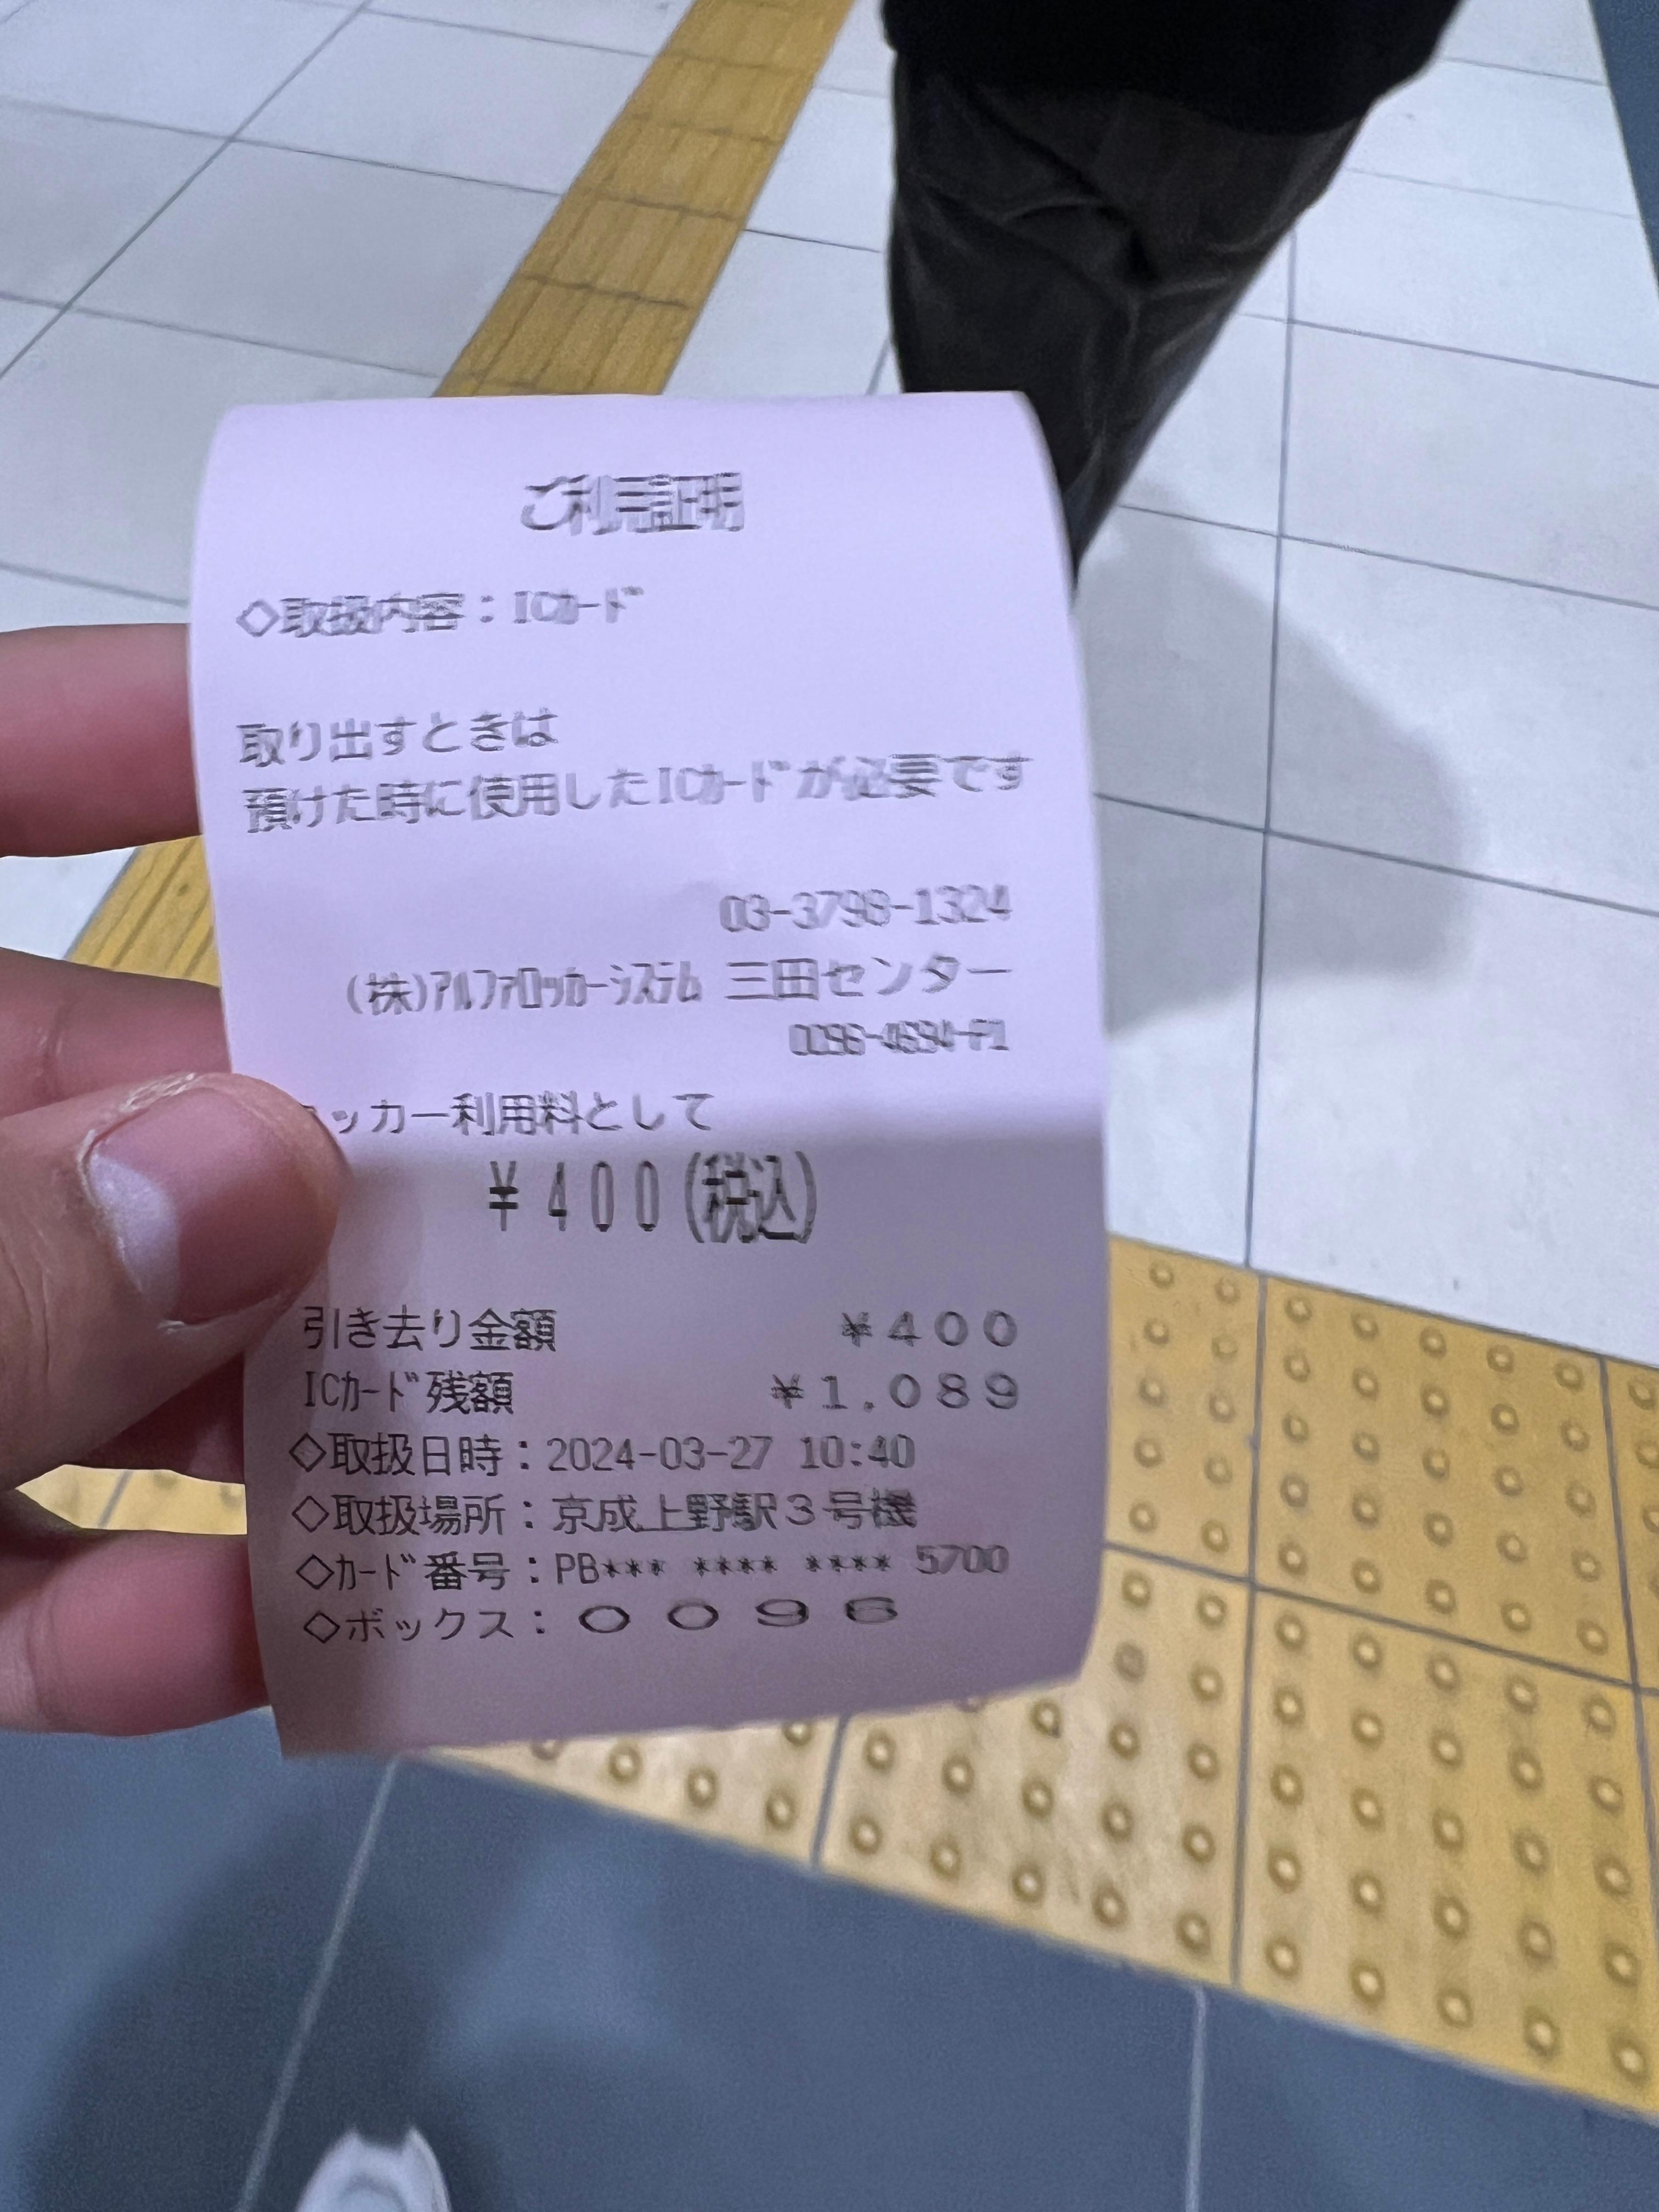 ご利用証明
◇取扱内容：ICｶｰﾄﾞ
取り出すときは
預けた時に使用したICｶｰﾄﾞが必要です
03-3798-1324
(株)ｱﾙﾌｧﾛｯｶｰｼｽﾃﾑ 三田センター
ッカー利用料として
¥400(税込)
引き去り金額 ¥400
ICｶｰﾄﾞ残額 ¥1,089
◇取扱日時：2024-03-27 10:40
◇取扱場所：京成上野駅３号機
◇ｶｰﾄﾞ番号：PB*** **** **** 5700
◇ボックス：００９６